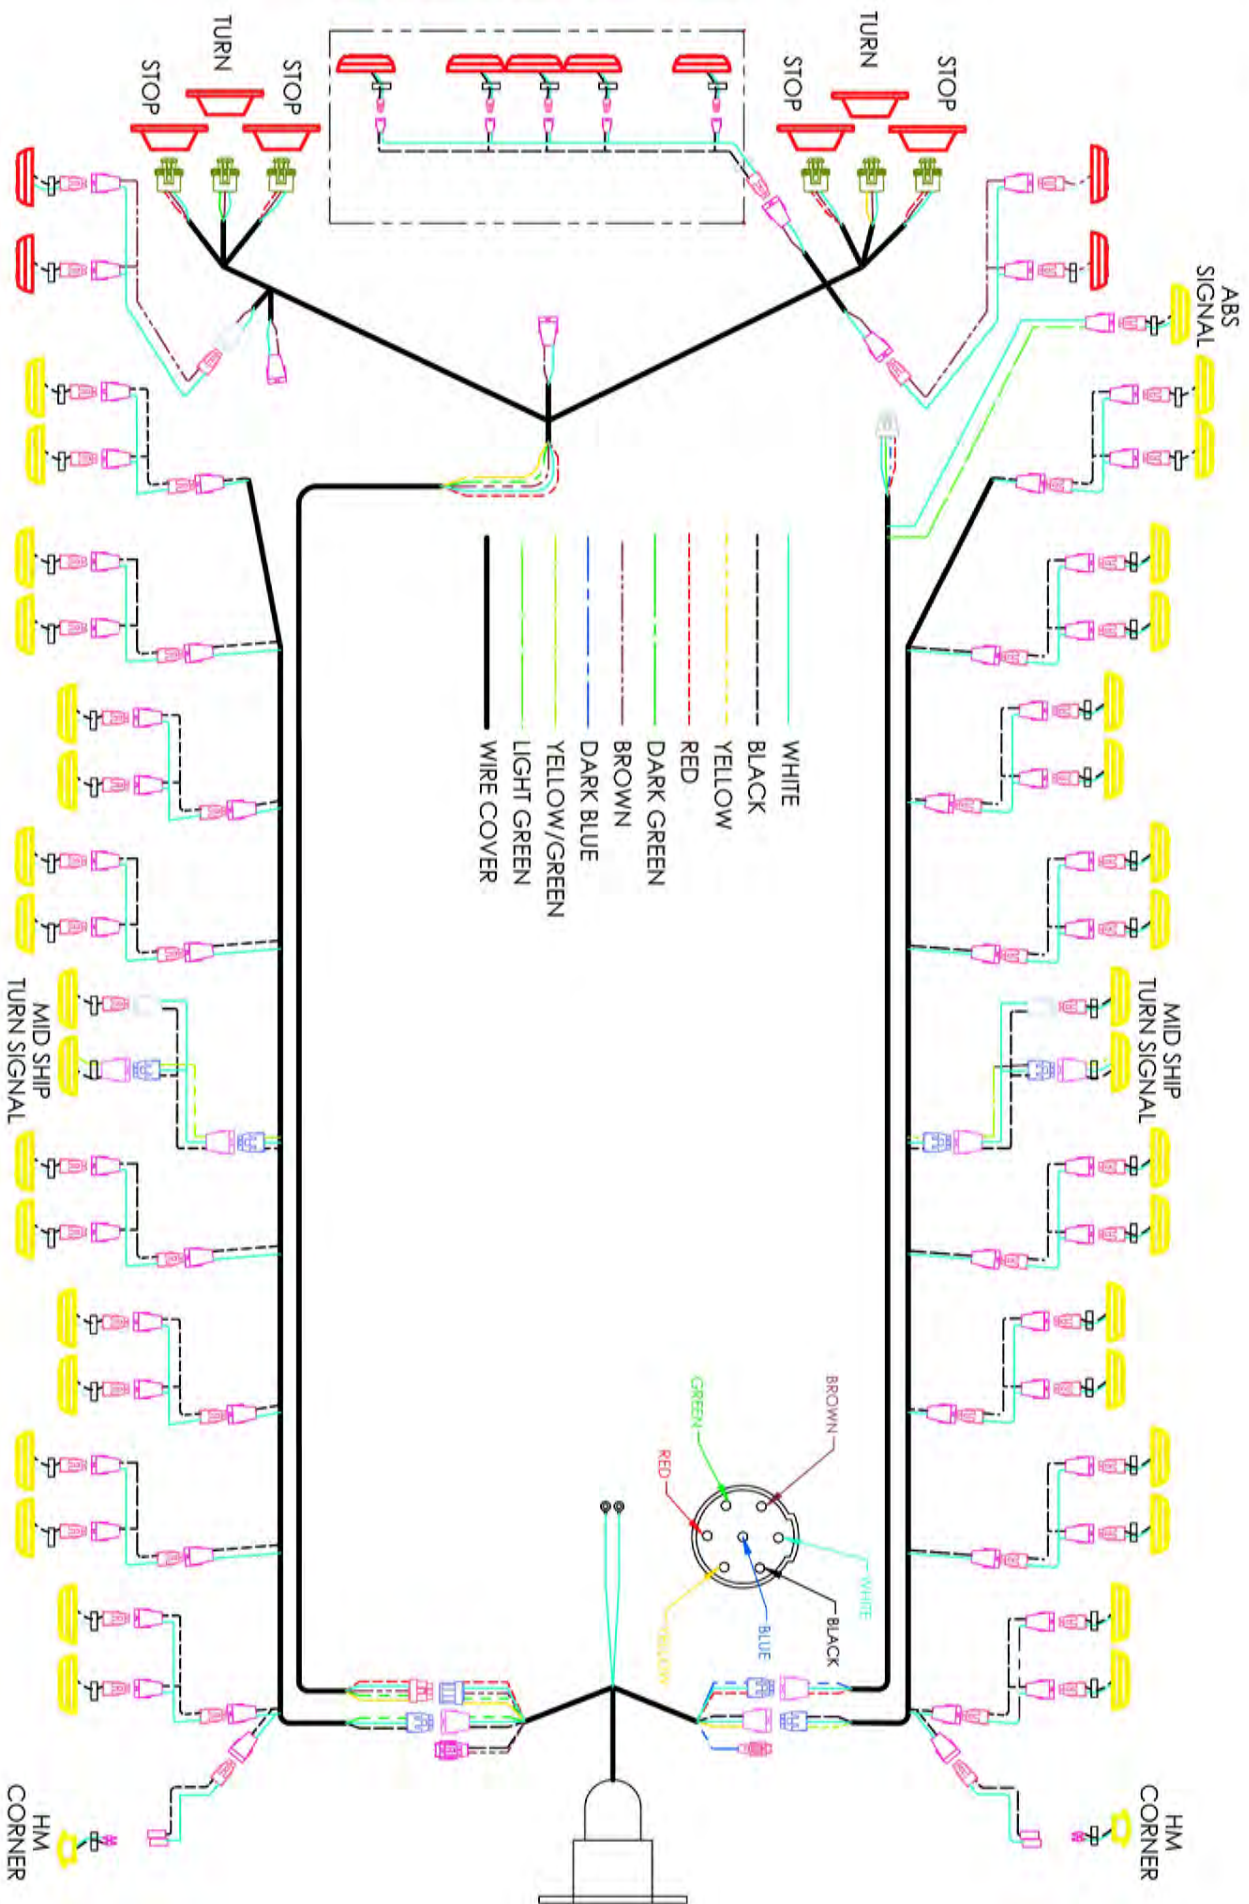 TURN
STOP
STOP
TURN
STOP
STOP
ABS
SIGNAL
WHITE
BLACK
YELLOW
RED
DARK GREEN
BROWN
DARK BLUE
YELLOW/GREEN
LIGHT GREEN
WIRE COVER
MID SHIP
TURN SIGNAL
MID SHIP
TURN SIGNAL
BROWN
GREEN
RED
WHITE
BLACK
BLUE
YELLOW
HM
CORNER
HM
CORNER